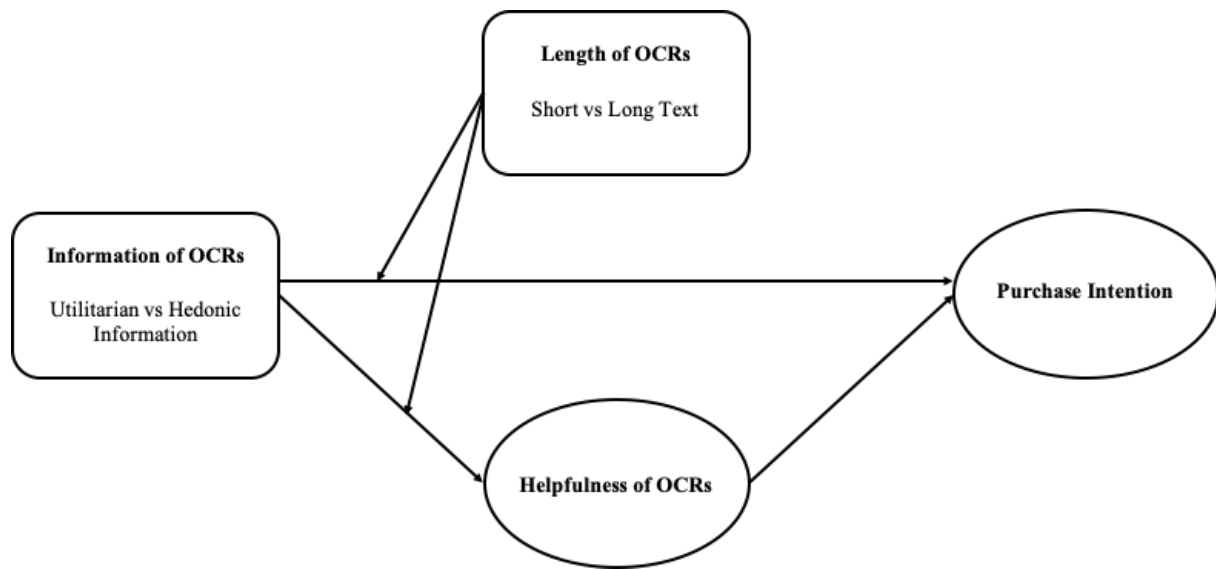 Length of OCRs
Short vs Long Text
Information of OCRs
Utilitarian vs Hedonic
Information
Purchase Intention
Helpfulness of OCRs